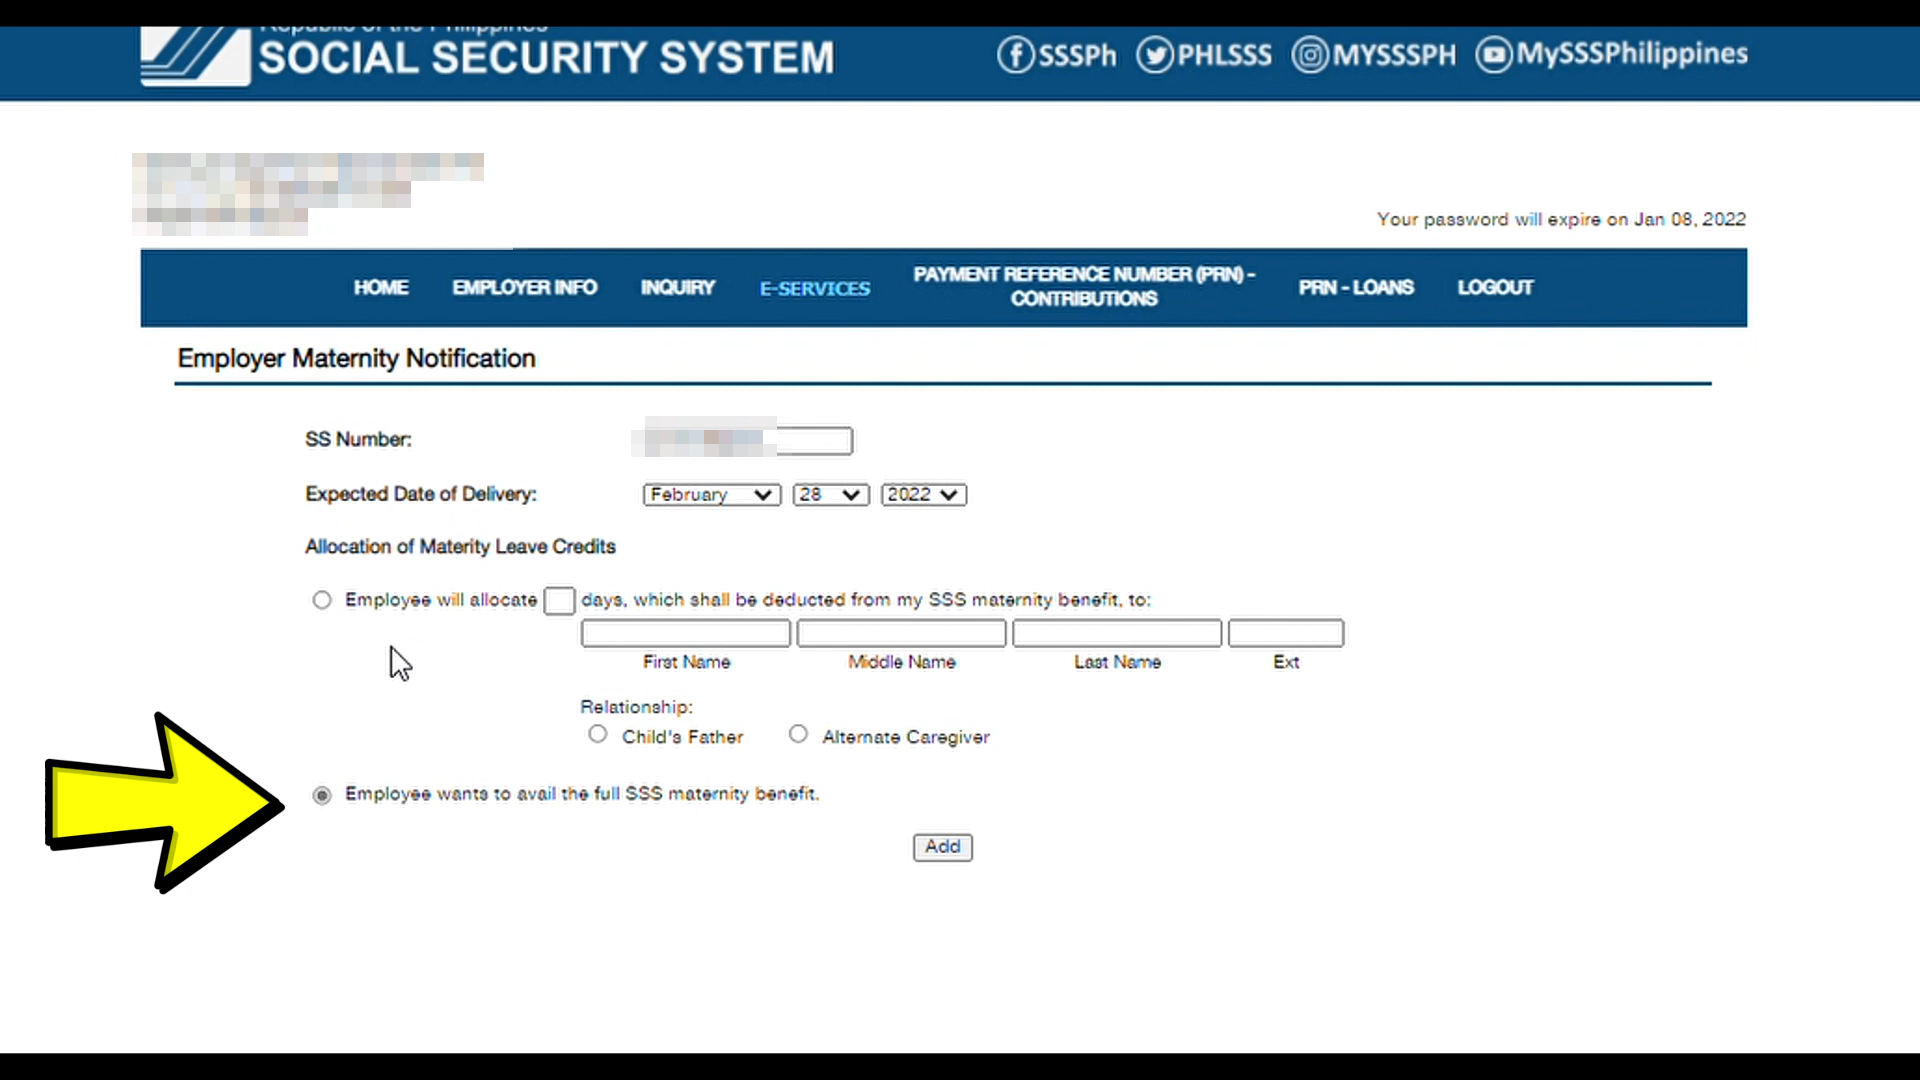 Republic of the Philippines
SOCIAL SECURITY SYSTEM
SSSPh PHLSSS MYSSSPH MySSSPhilippines
Your password will expire on Jan 08, 2022
HOME EMPLOYER INFO INQUIRY E-SERVICES PAYMENT REFERENCE NUMBER (PRN) - CONTRIBUTIONS PRN - LOANS LOGOUT
Employer Maternity Notification
SS Number:
Expected Date of Delivery: February 28 2022
Allocation of Materity Leave Credits
Employee will allocate days, which shall be deducted from my SSS maternity benefit, to:
First Name Middle Name Last Name Ext
Relationship:
Child's Father Alternate Caregiver
Employee wants to avail the full SSS maternity benefit.
Add